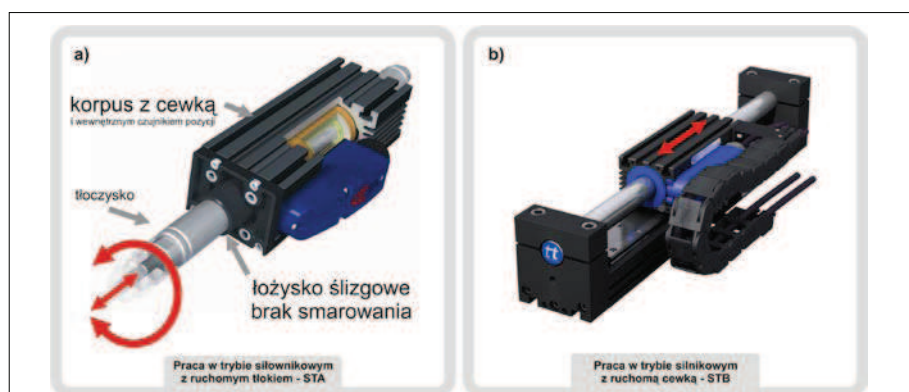 a)
korpus z cewką
i wewnętrznym czujnikiem pozycji
tłoczysko
łożysko ślizgowe
brak smarowania
Praca w trybie siłownikowym
z ruchomym tłokiem - STA
b)
tt
Praca w trybie silnikowym
z ruchomą cewką - STB